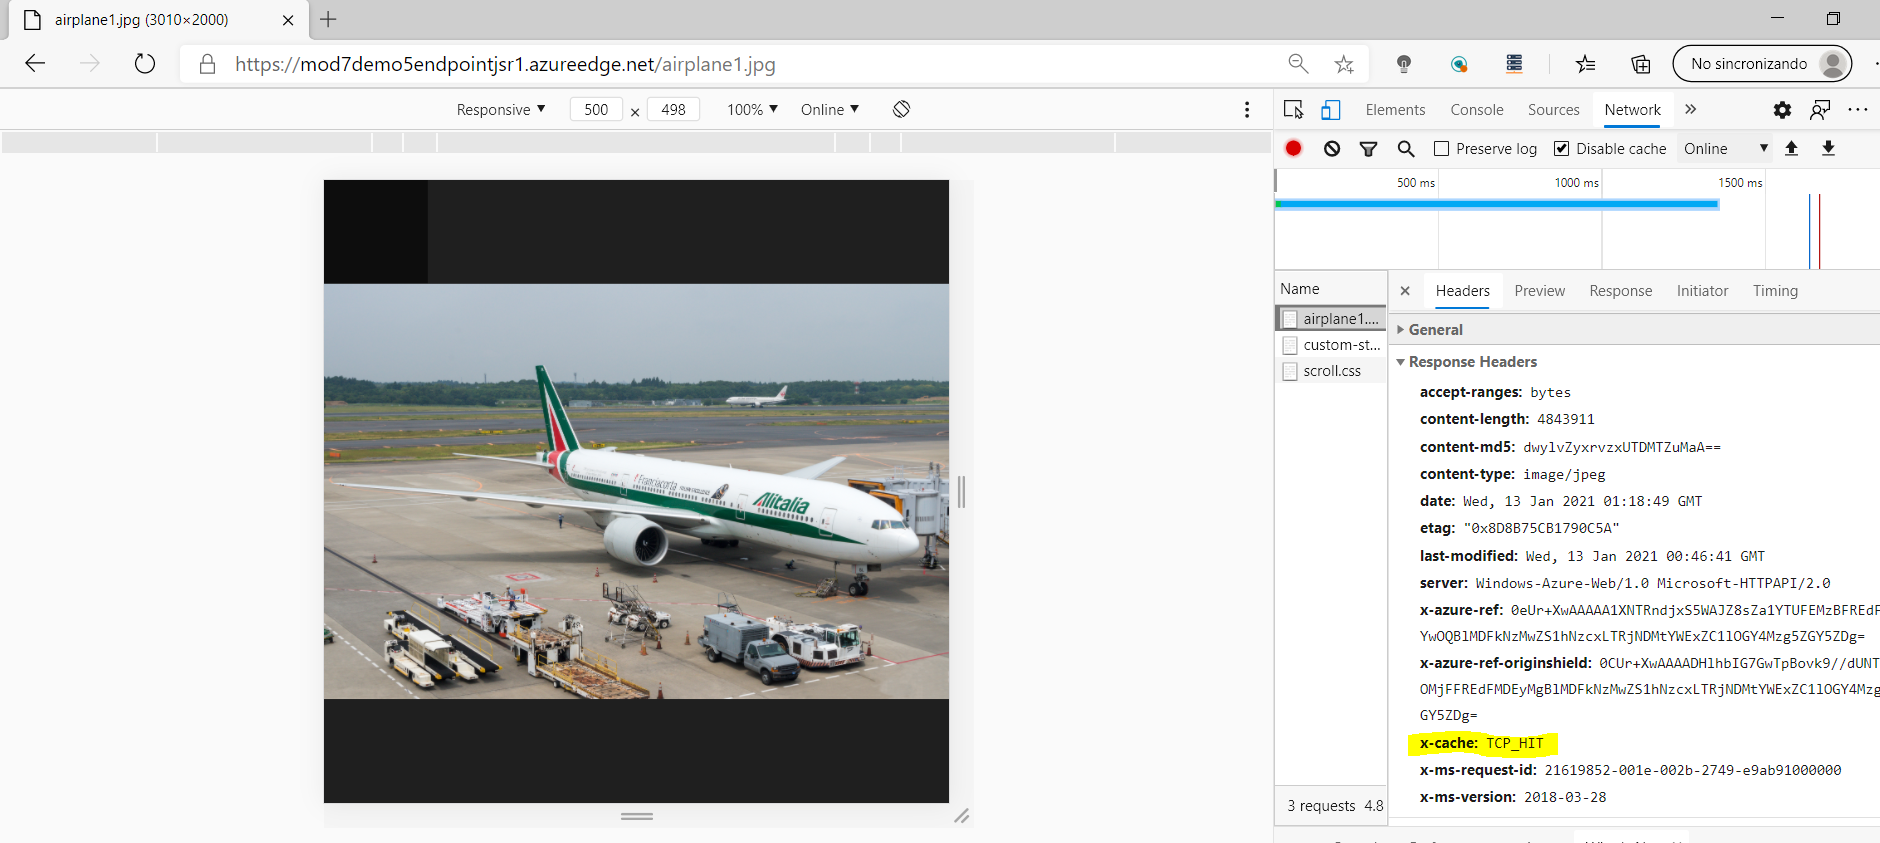 airplane1.jpg (3010×2000)
https://mod7demo5endpointjsr1.azureedge.net/airplane1.jpg
No sincronizando
Responsive ▼ 500 × 498 100% ▼ Online ▼
Elements Console Sources Network »
Preserve log Disable cache Online ▼
500 ms 1000 ms 1500 ms
Name
airplane1....
custom-st...
scroll.css
3 requests 4.8
Headers Preview Response Initiator Timing
General
Response Headers
accept-ranges: bytes
content-length: 4843911
content-md5: dwylvZyxrvzxUTDMTZuMaA==
content-type: image/jpeg
date: Wed, 13 Jan 2021 01:18:49 GMT
etag: "0x8D8B75CB1790C5A"
last-modified: Wed, 13 Jan 2021 00:46:41 GMT
server: Windows-Azure-Web/1.0 Microsoft-HTTPAPI/2.0
x-azure-ref: 0eUr+XwAAAAA1XNTRndjxS5WAJZ8sZa1YTUFEMzBFREdF
YwOQBlMDFkNzMwZS1hNzcxLTRjNDMtYWExZC1lOGY4Mzg5ZGY5ZDg=
x-azure-ref-originshield: 0CUr+XwAAAADHlhbIG7GwTpBovk9//dUNT
OMjFFREdFMDEyMgBlMDFkNzMwZS1hNzcxLTRjNDMtYWExZC1lOGY4Mzg
GY5ZDg=
x-cache: TCP_HIT
x-ms-request-id: 21619852-001e-002b-2749-e9ab91000000
x-ms-version: 2018-03-28
Franciacorta
Alitalia